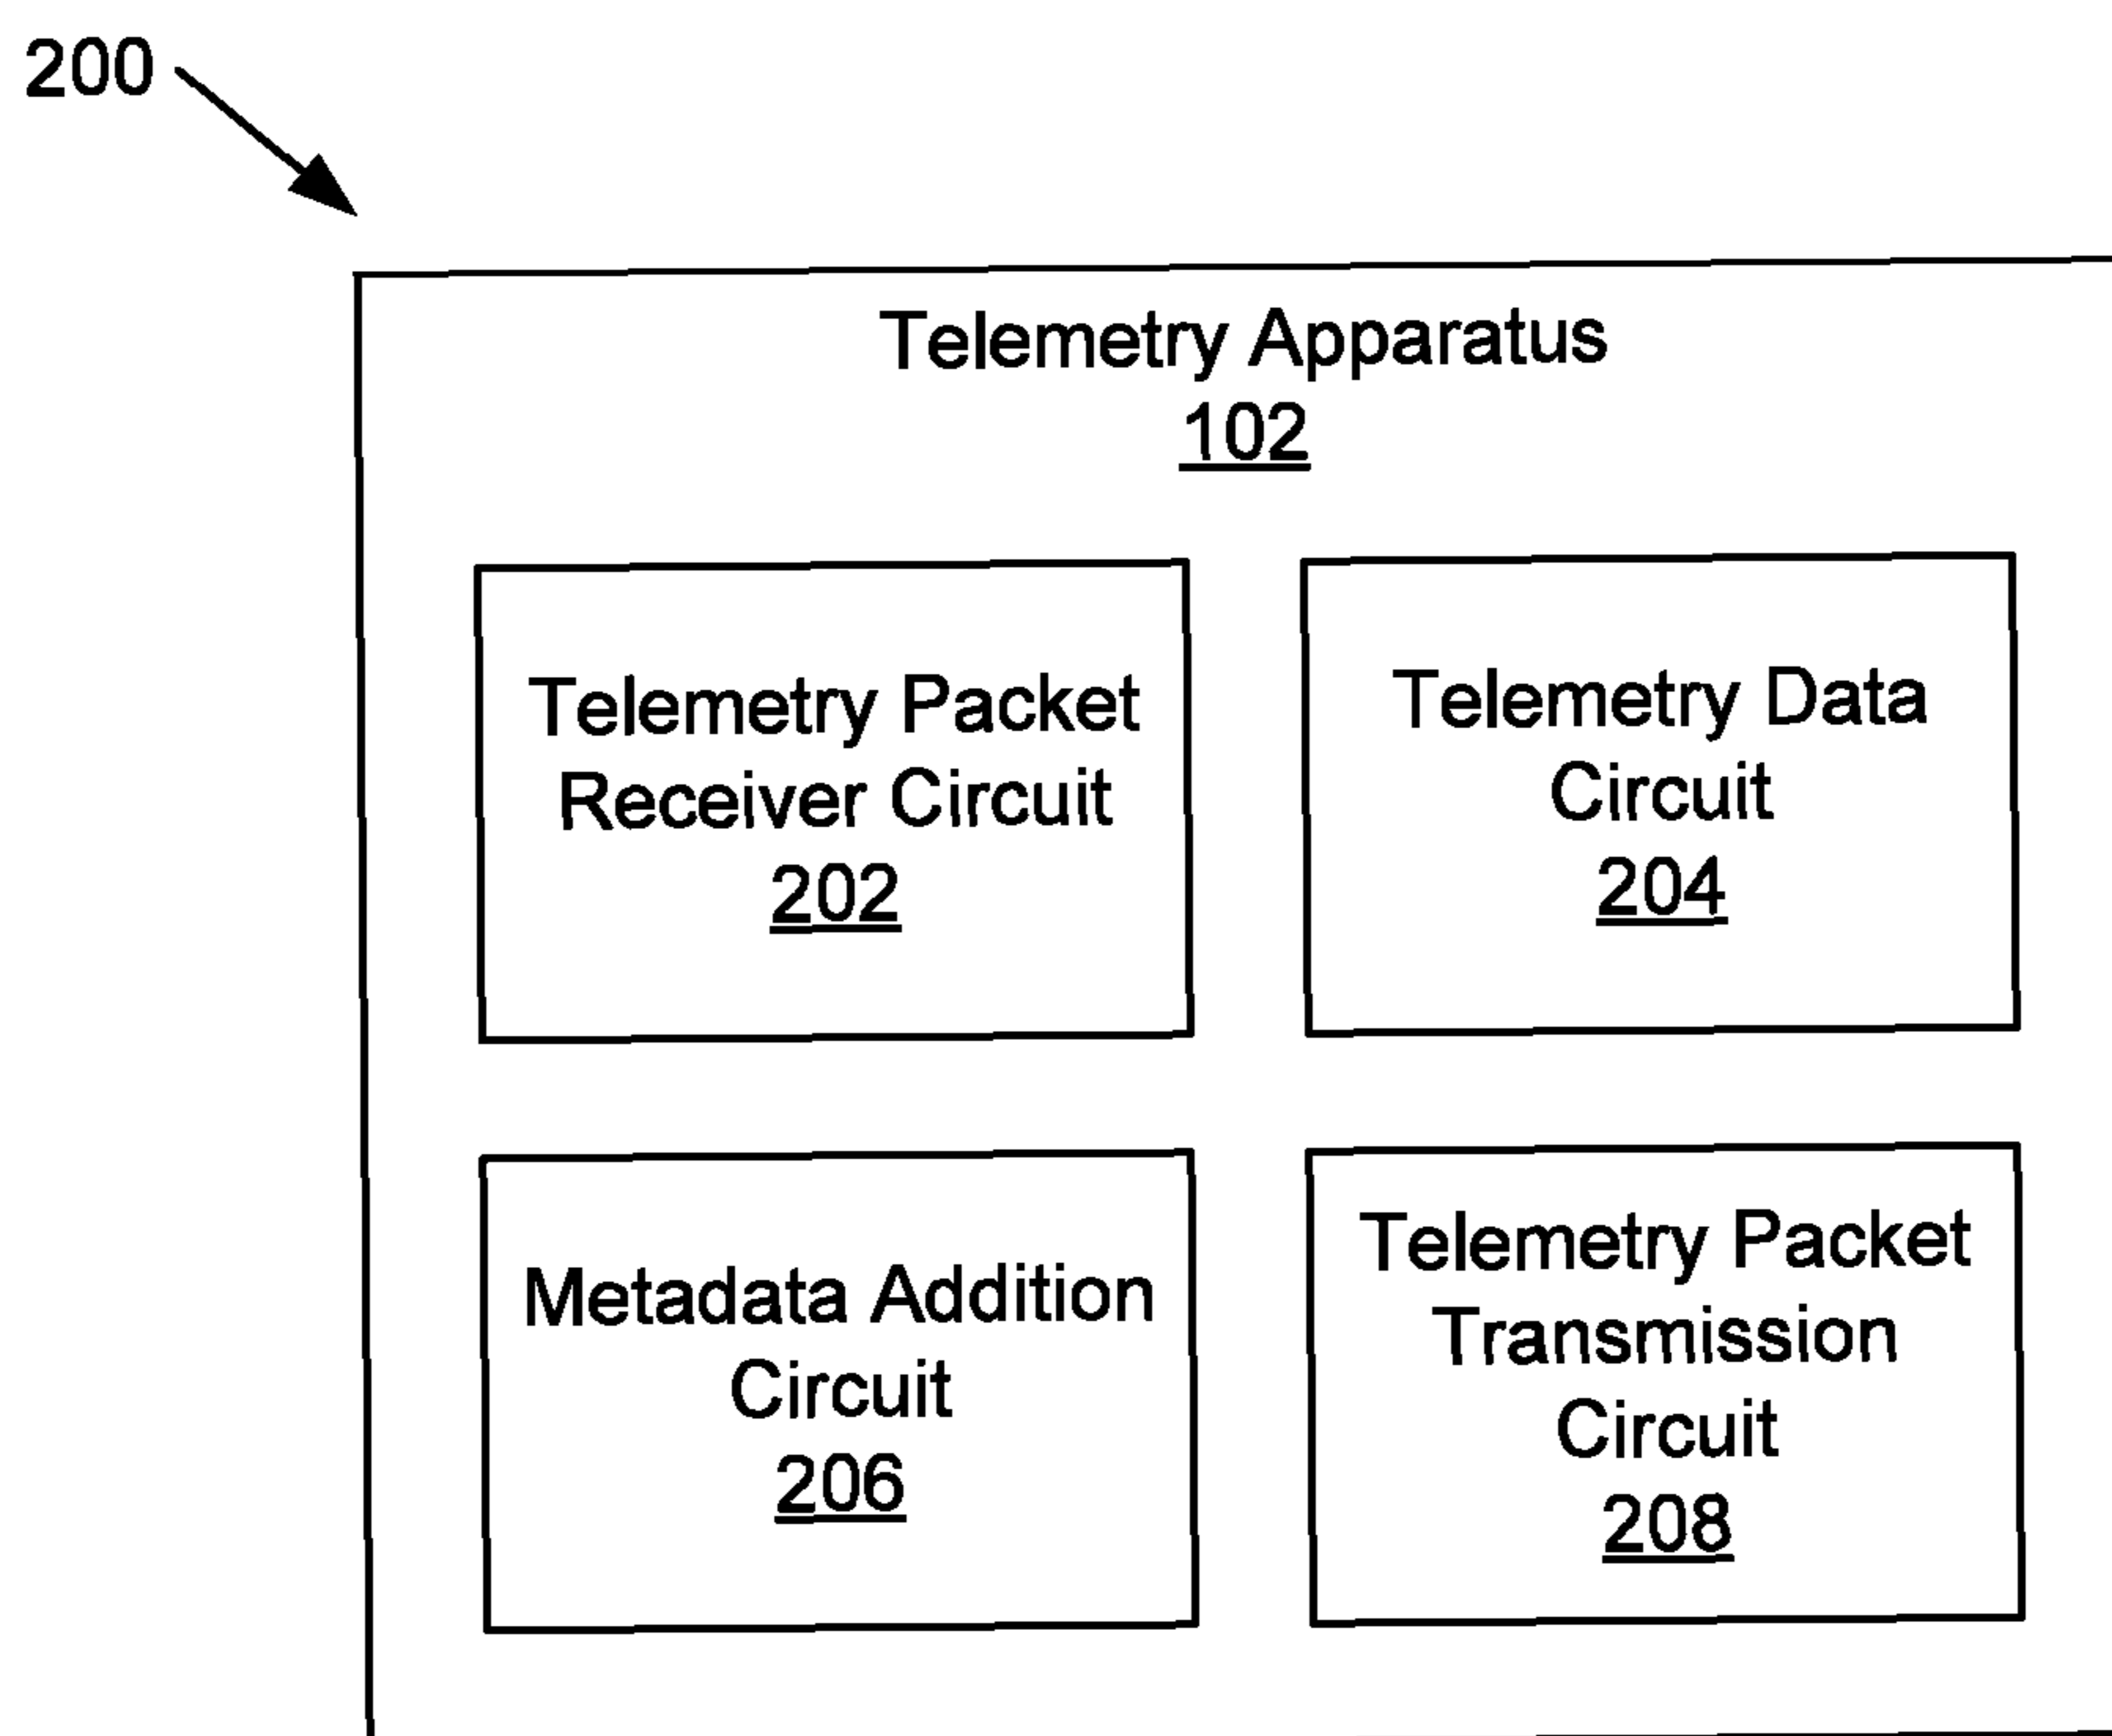 200
Telemetry Apparatus
102
Telemetry Packet
Receiver Circuit
202
Telemetry Data
Circuit
204
Metadata Addition
Circuit
206
Telemetry Packet
Transmission
Circuit
208